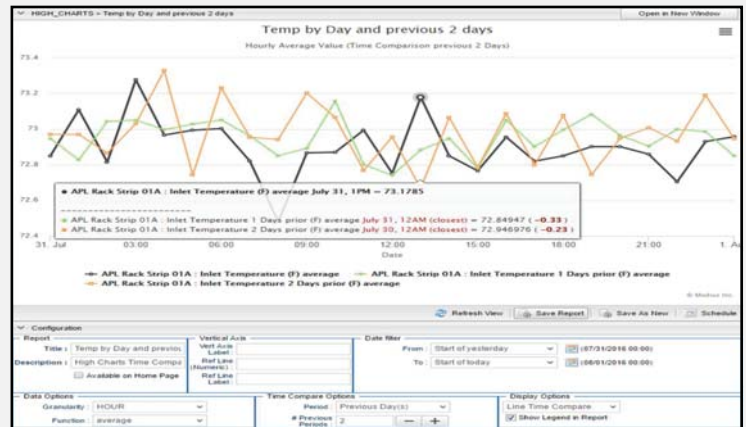 HIGH_CHARTS - Temp by Day and previous 2 days
Open in New Window
Temp by Day and previous 2 days
Hourly Average Value (Time Comparison previous 2 Days)
73.4
73.2
73
72.8
72.6
72.4
APL Rack Strip 01A : Inlet Temperature (F) average July 31, 1PM = 73.1785
------------------------
APL Rack Strip 01A : Inlet Temperature 1 Days prior (F) average July 31, 12AM (closest) = 72.84947 ( -0.33 )
APL Rack Strip 01A : Inlet Temperature 2 Days prior (F) average July 30, 12AM (closest) = 72.946976 ( -0.23 )
31. Jul 03:00 06:00 09:00 12:00 15:00 18:00 21:00 1. Au
Date
APL Rack Strip 01A : Inlet Temperature (F) average
APL Rack Strip 01A : Inlet Temperature 1 Days prior (F) average
APL Rack Strip 01A : Inlet Temperature 2 Days prior (F) average
Refresh View Save Report Save As New Schedule
Configuration
Report
Title : Temp by Day and previou
Description : High Charts Time Compa
Available on Home Page
Vertical Axis
Vert Axis Label :
Ref Line (Numeric) :
Ref Line Label :
Date filter
From : Start of yesterday (07/31/2016 00:00)
To : Start of today (08/01/2016 00:00)
Data Options
Granularity : HOUR
Function : average
Time Compare Options
Period : Previous Day(s)
# Previous Periods : 2 - +
Display Options
Line Time Compare
Show Legend in Report